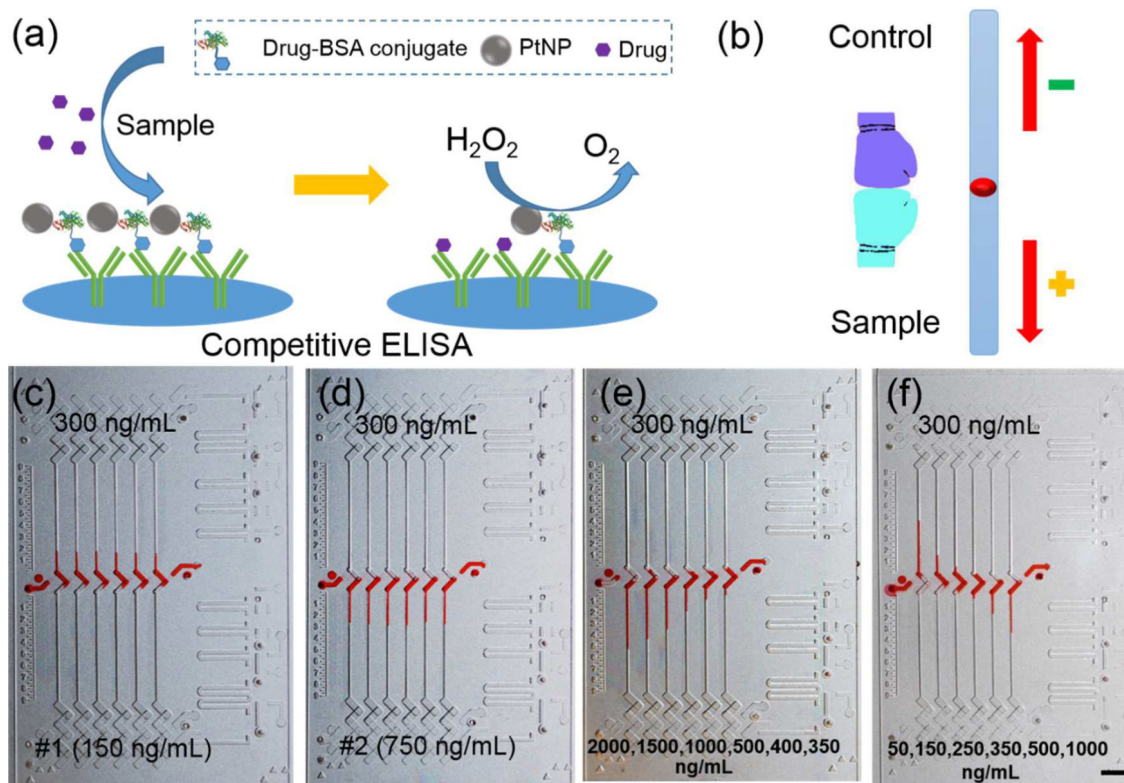 (a)
Drug-BSA conjugate PtNP Drug
Sample
H₂O₂ O₂
Competitive ELISA
(b)
Control
Sample
(c)
300 ng/mL
#1 (150 ng/mL)
(d)
300 ng/mL
#2 (750 ng/mL)
(e)
300 ng/mL
2000,1500,1000,500,400,350
ng/mL
(f)
300 ng/mL
50,150,250,350,500,1000
ng/mL